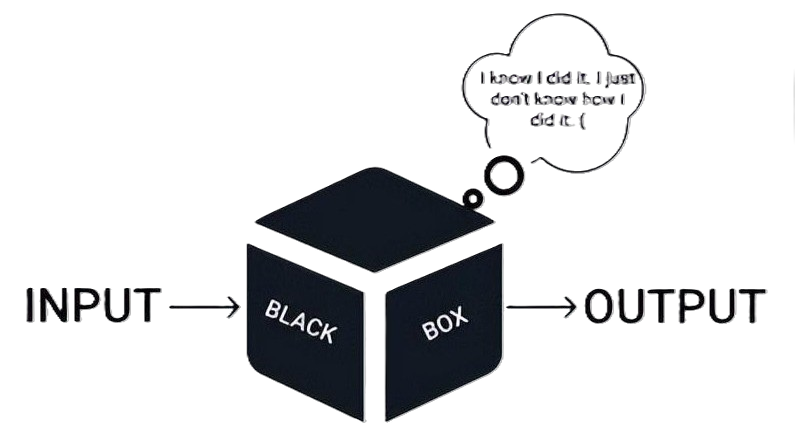 I know I did it. I just
don't know how I
did it. (
INPUT
BLACK
BOX
OUTPUT